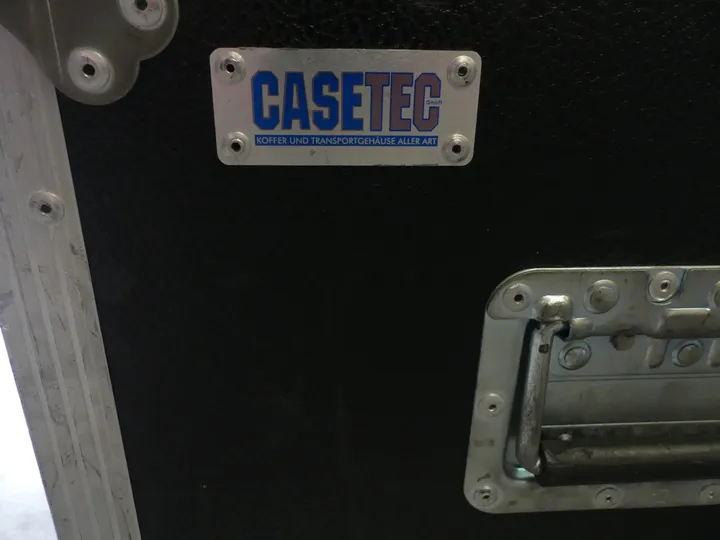 CASETEC GmbH
KOFFER UND TRANSPORTGEHÄUSE ALLER ART